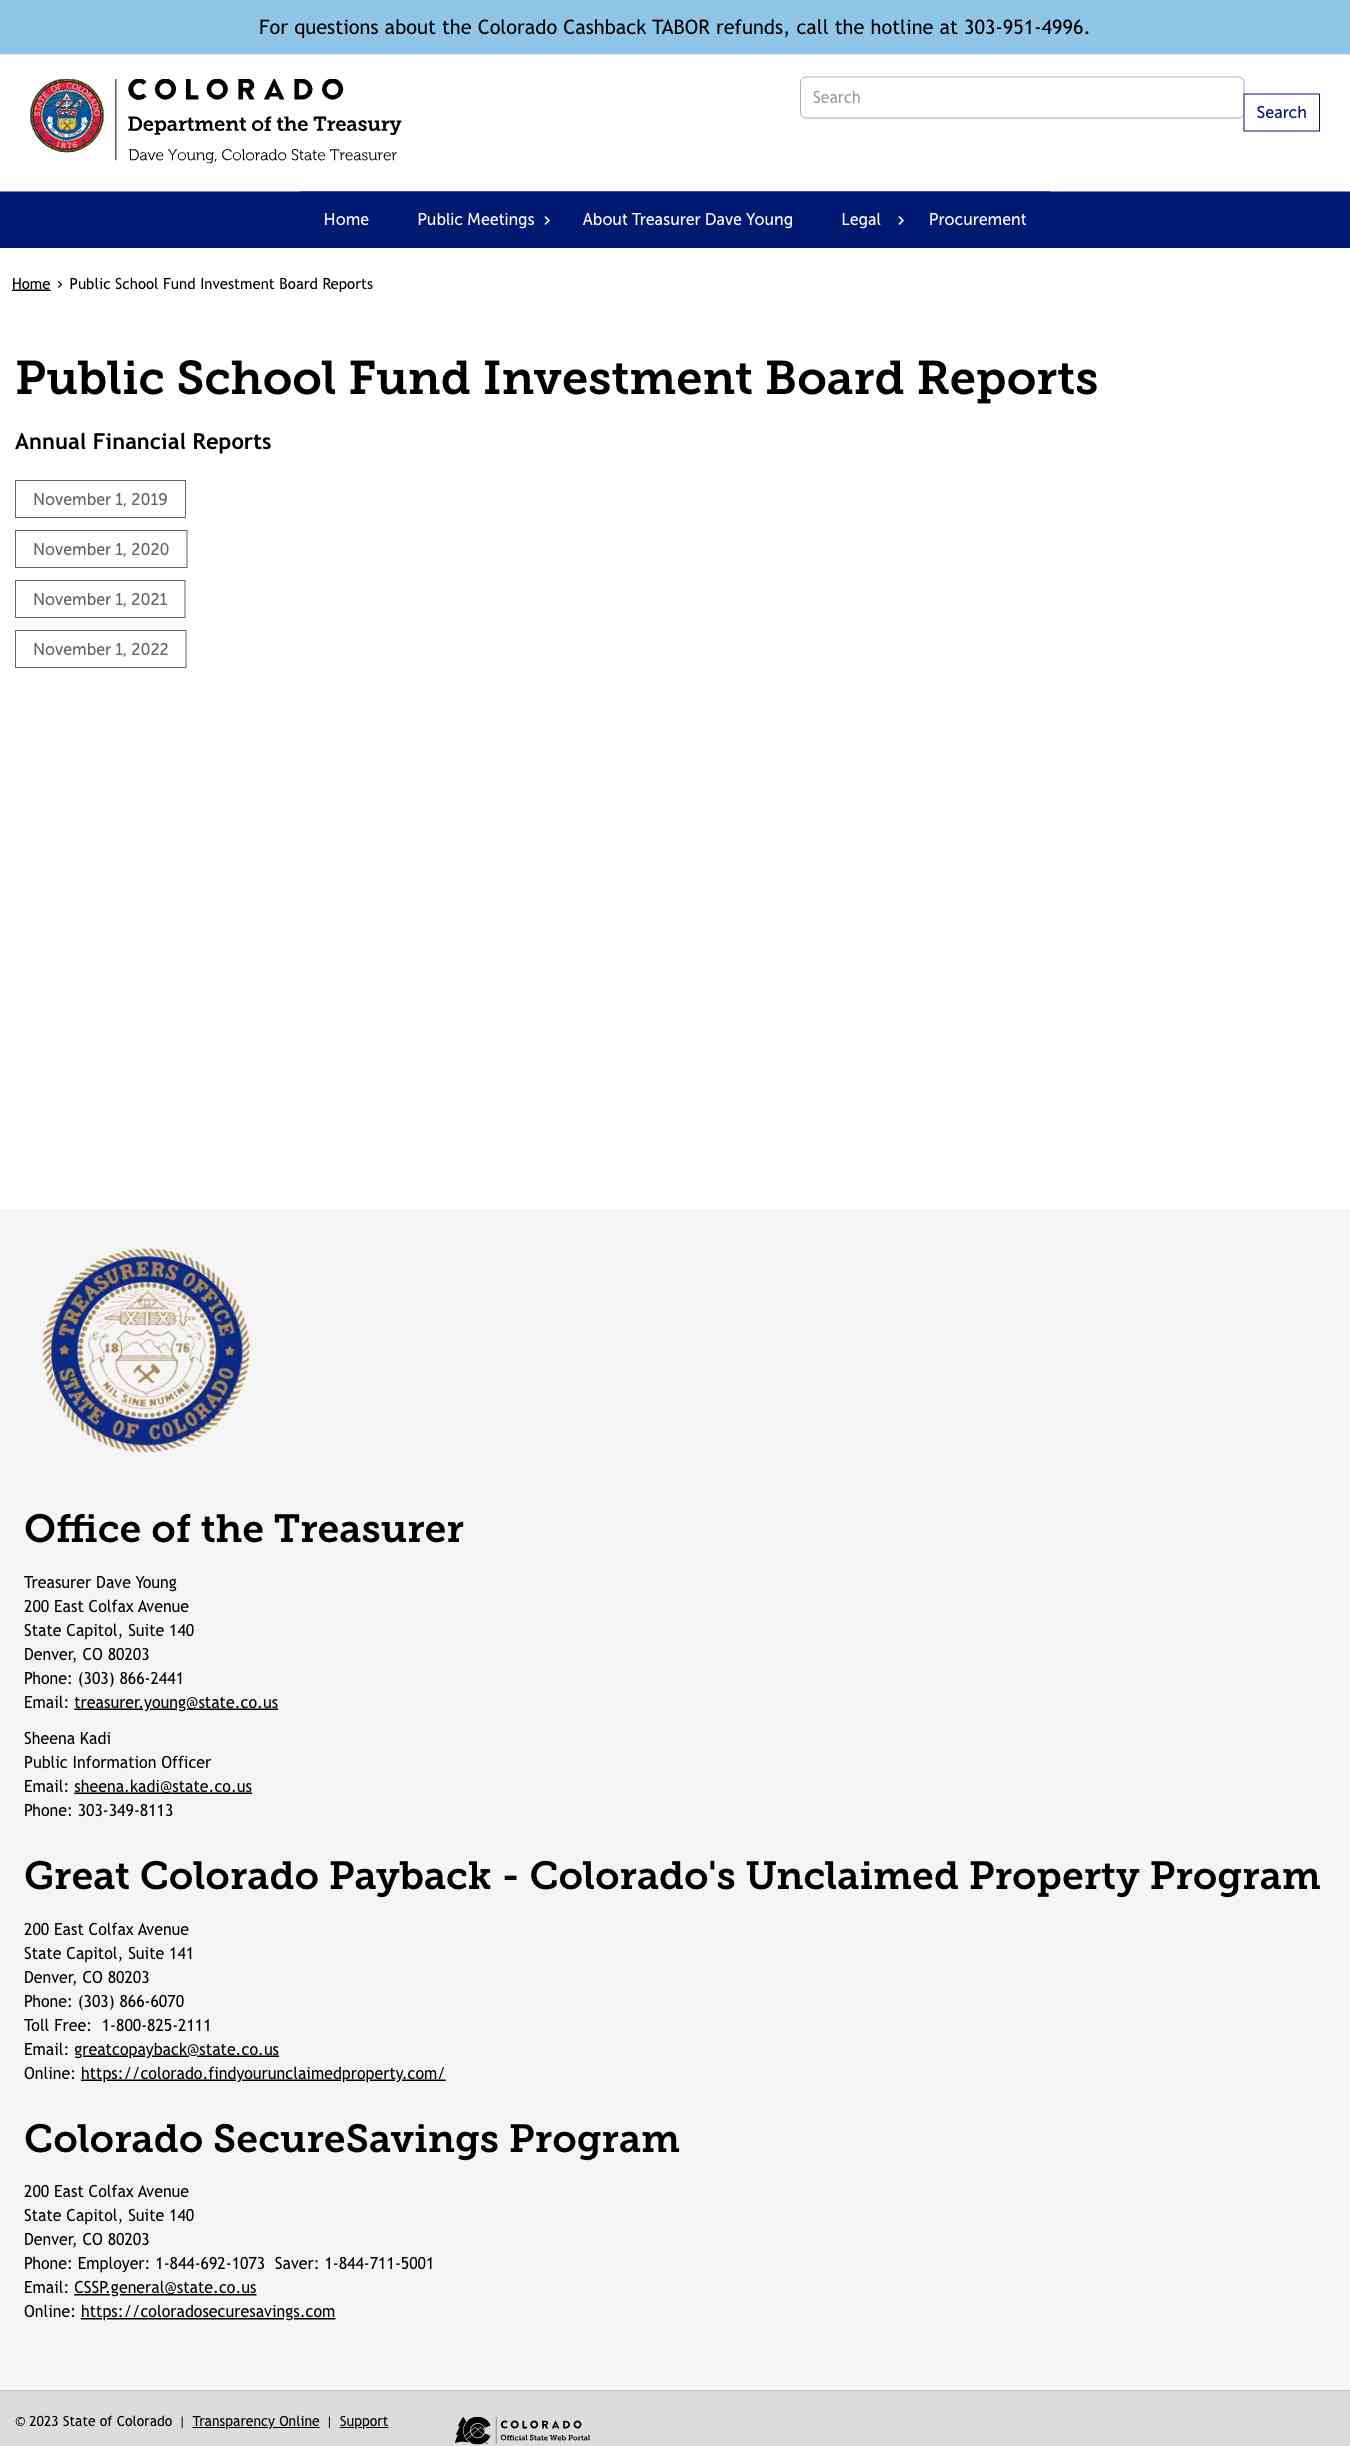 For questions about the Colorado Cashback TABOR refunds, call the hotline at 303-951-4996.
STATE OF COLORADO
1876
COLORADO
Department of the Treasury
Dave Young, Colorado State Treasurer
Search
Search
Home Public Meetings › About Treasurer Dave Young Legal › Procurement
Home › Public School Fund Investment Board Reports
Public School Fund Investment Board Reports
Annual Financial Reports
November 1, 2019
November 1, 2020
November 1, 2021
November 1, 2022
TREASURERS OFFICE
18 76
NIL SINE NUMINE
STATE OF COLORADO
Office of the Treasurer
Treasurer Dave Young
200 East Colfax Avenue
State Capitol, Suite 140
Denver, CO 80203
Phone: (303) 866-2441
Email: treasurer.young@state.co.us
Sheena Kadi
Public Information Officer
Email: sheena.kadi@state.co.us
Phone: 303-349-8113
Great Colorado Payback - Colorado's Unclaimed Property Program
200 East Colfax Avenue
State Capitol, Suite 141
Denver, CO 80203
Phone: (303) 866-6070
Toll Free: 1-800-825-2111
Email: greatcopayback@state.co.us
Online: https://colorado.findyourunclaimedproperty.com/
Colorado SecureSavings Program
200 East Colfax Avenue
State Capitol, Suite 140
Denver, CO 80203
Phone: Employer: 1-844-692-1073 Saver: 1-844-711-5001
Email: CSSP.general@state.co.us
Online: https://coloradosecuresavings.com
© 2023 State of Colorado | Transparency Online | Support
COLORADO
Official State Web Portal